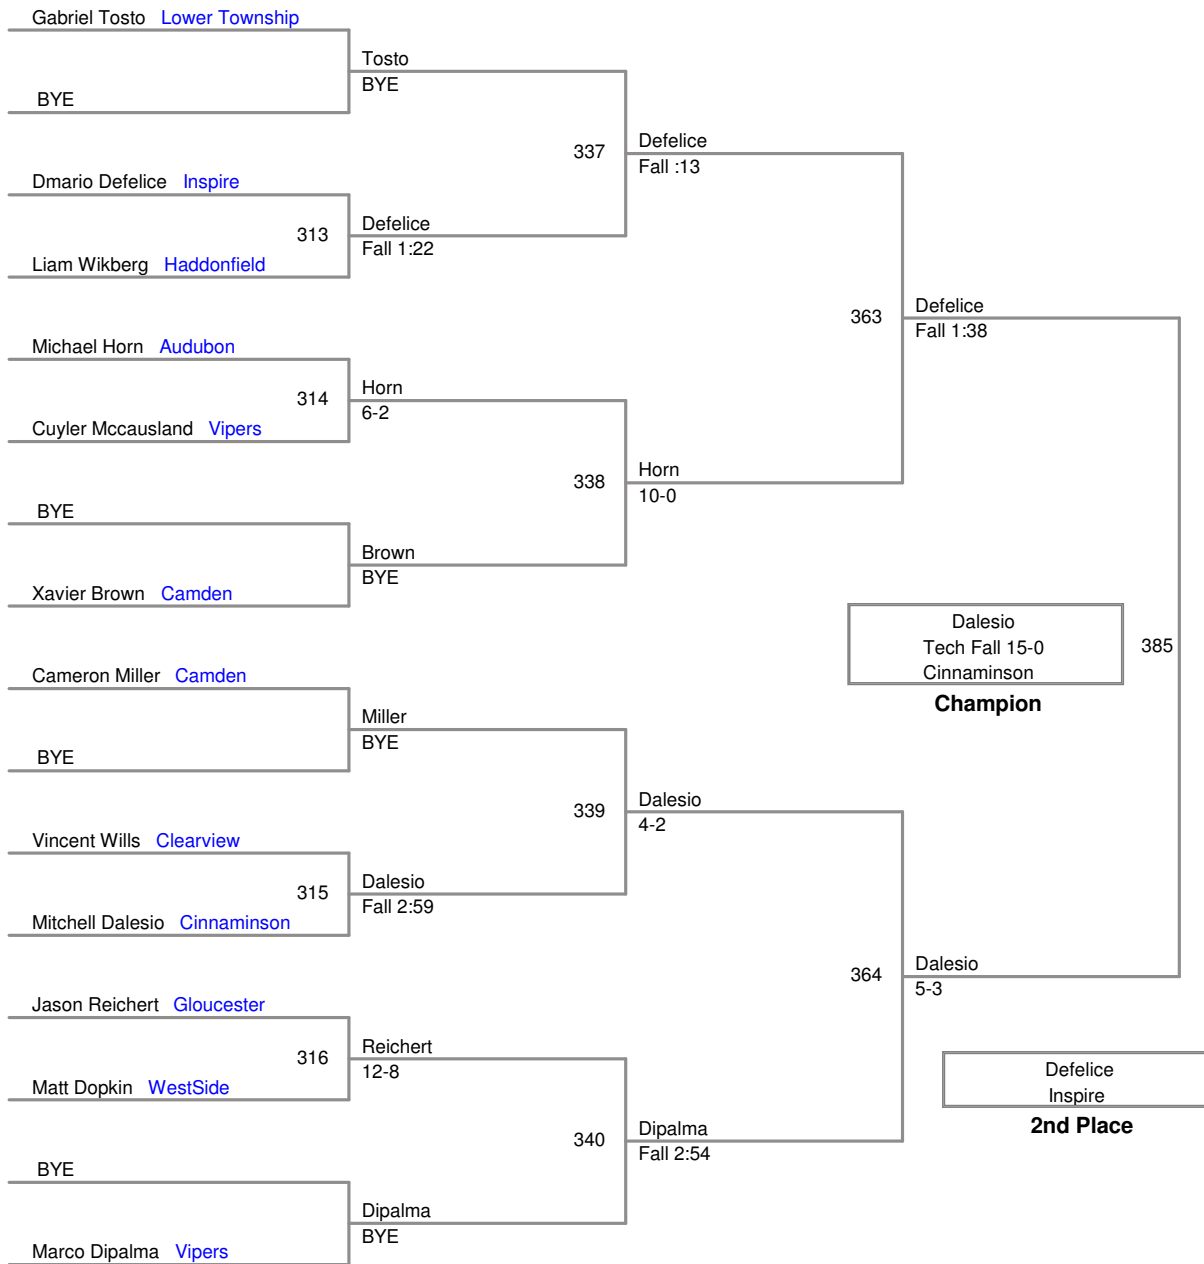 Gabriel Tosto Lower Township
BYE
Tosto
BYE
337
Defelice
Fall :13
Dmario Defelice Inspire
313
Liam Wikberg Haddonfield
Defelice
Fall 1:22
363
Defelice
Fall 1:38
Michael Horn Audubon
314
Cuyler Mccausland Vipers
Horn
6-2
338
Horn
10-0
BYE
Xavier Brown Camden
Brown
BYE
Dalesio
Tech Fall 15-0
Cinnaminson
Champion
385
Cameron Miller Camden
BYE
Miller
BYE
339
Dalesio
4-2
Vincent Wills Clearview
315
Mitchell Dalesio Cinnaminson
Dalesio
Fall 2:59
364
Dalesio
5-3
Jason Reichert Gloucester
316
Matt Dopkin WestSide
Reichert
12-8
340
Dipalma
Fall 2:54
Defelice
Inspire
2nd Place
BYE
Marco Dipalma Vipers
Dipalma
BYE